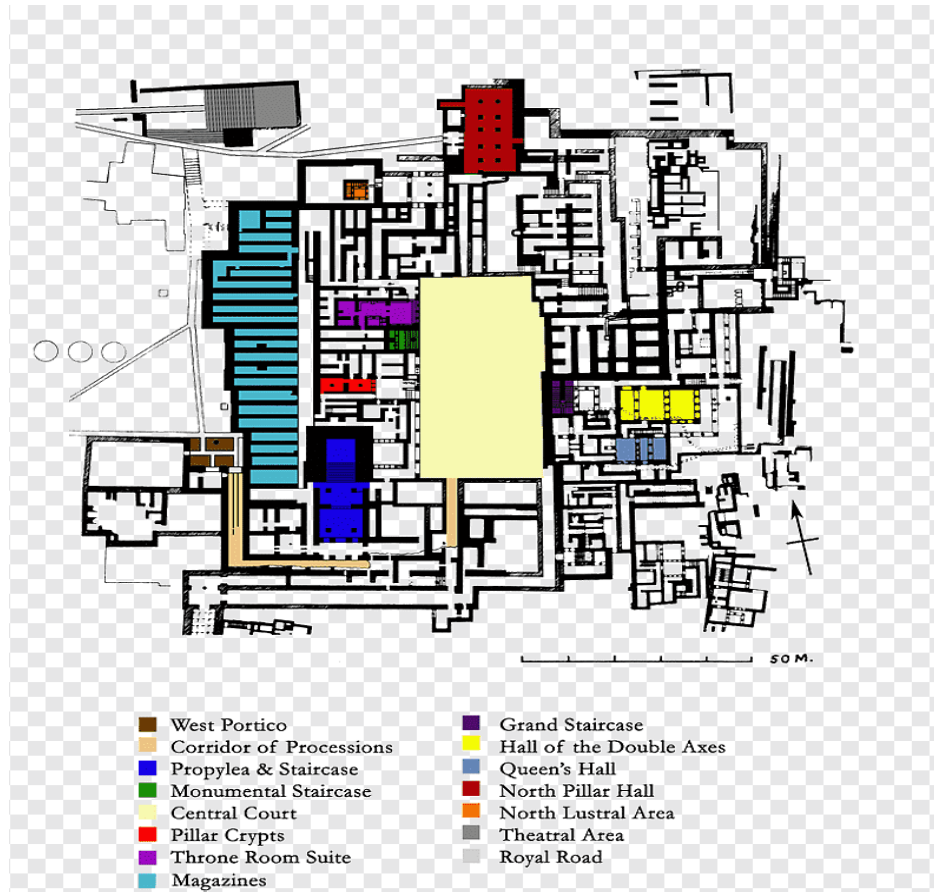 F
50 M.
West Portico
Corridor of Processions
Propylea & Staircase
Monumental Staircase
Central Court
Pillar Crypts
Throne Room Suite
Magazines
Grand Staircase
Hall of the Double Axes
Queen's Hall
North Pillar Hall
North Lustral Area
Theatral Area
Royal Road